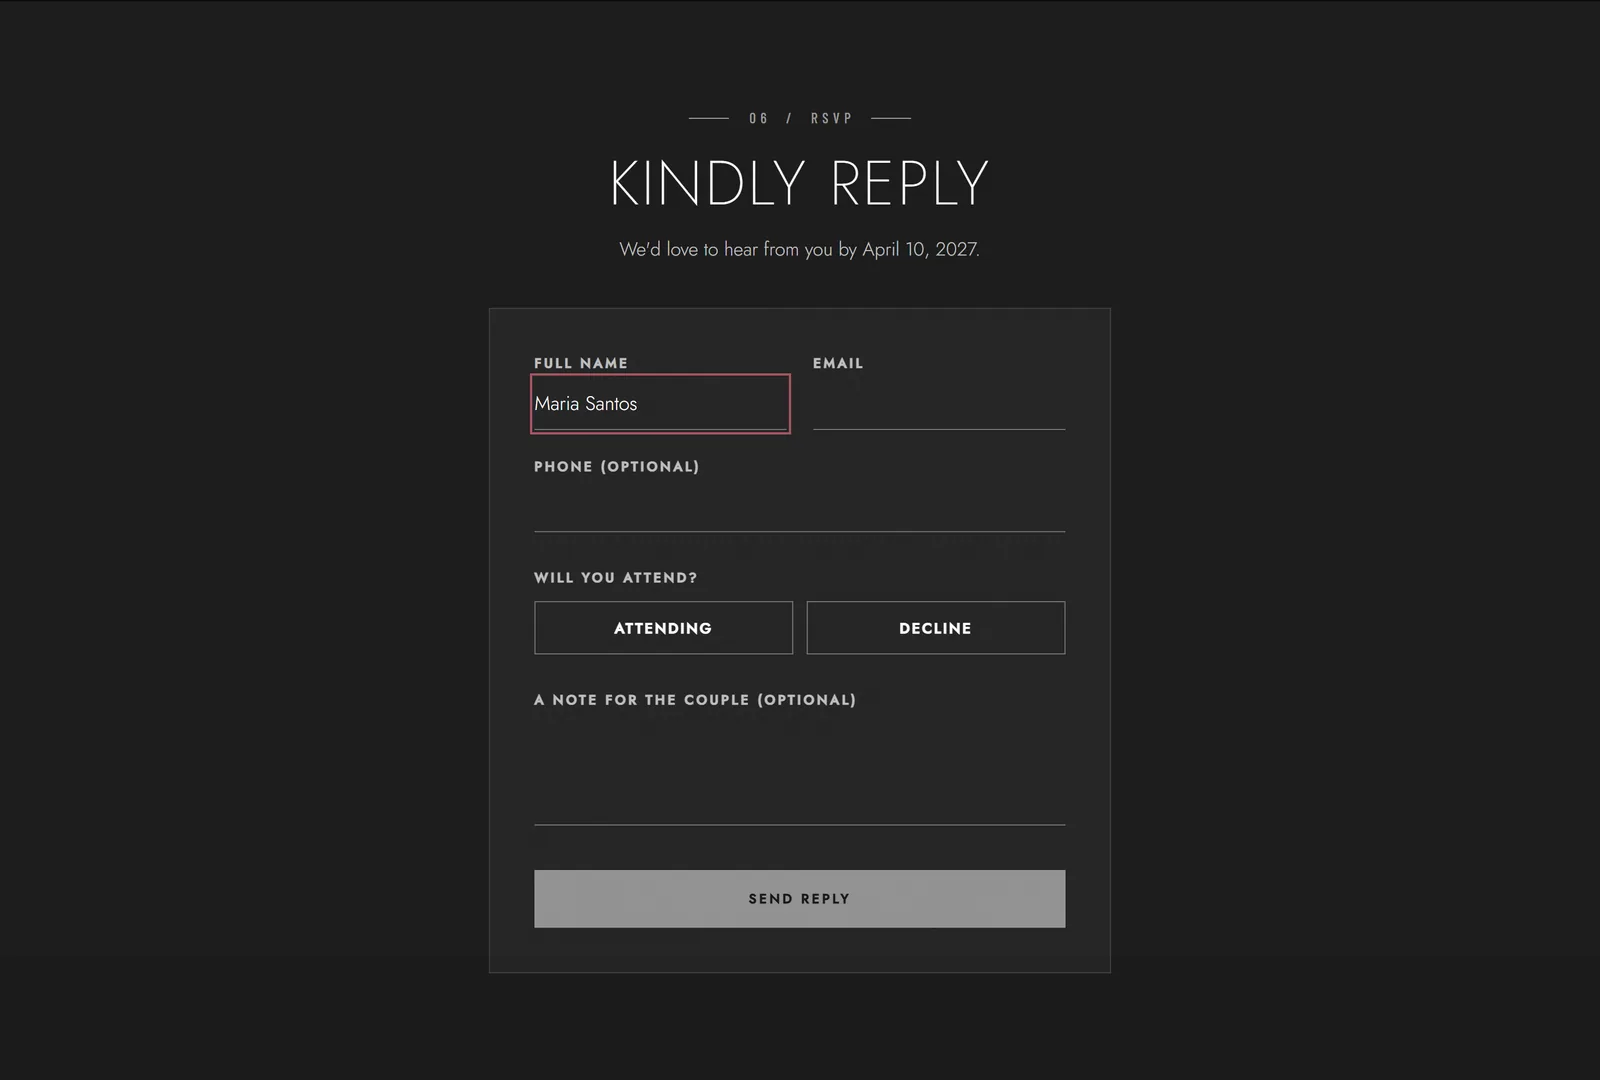 06 / RSVP
KINDLY REPLY
We'd love to hear from you by April 10, 2027.
FULL NAME
Maria Santos
EMAIL
PHONE (OPTIONAL)
WILL YOU ATTEND?
ATTENDING
DECLINE
A NOTE FOR THE COUPLE (OPTIONAL)
SEND REPLY